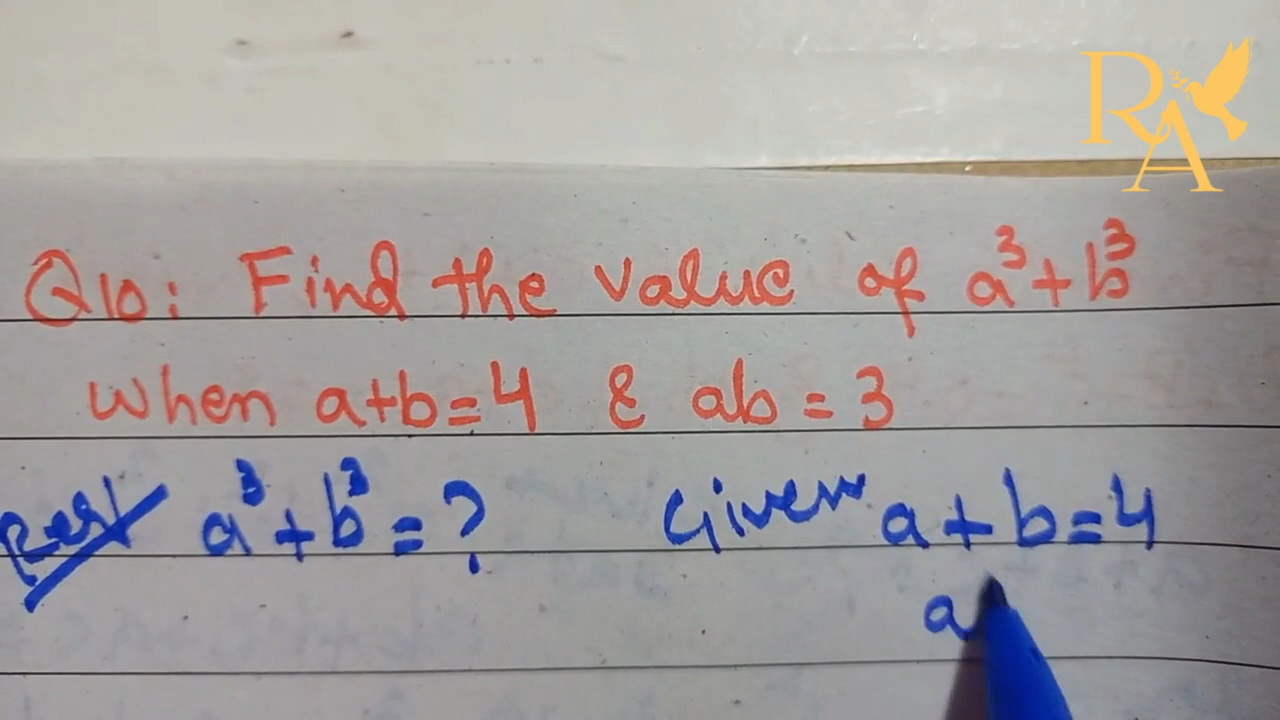 RA
Q10: Find the value of a³+b³
when a+b=4 & ab=3
a³+b³=? Given a+b=4
a